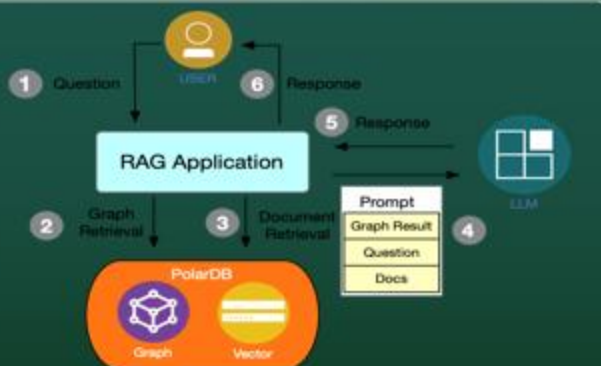 USER
1 Question
6 Response
5 Response
RAG Application
LLM
2 Graph
Retrieval
3 Document
Retrieval
Prompt
Graph Result
Question
Docs
4
PolarDB
Graph
Vector